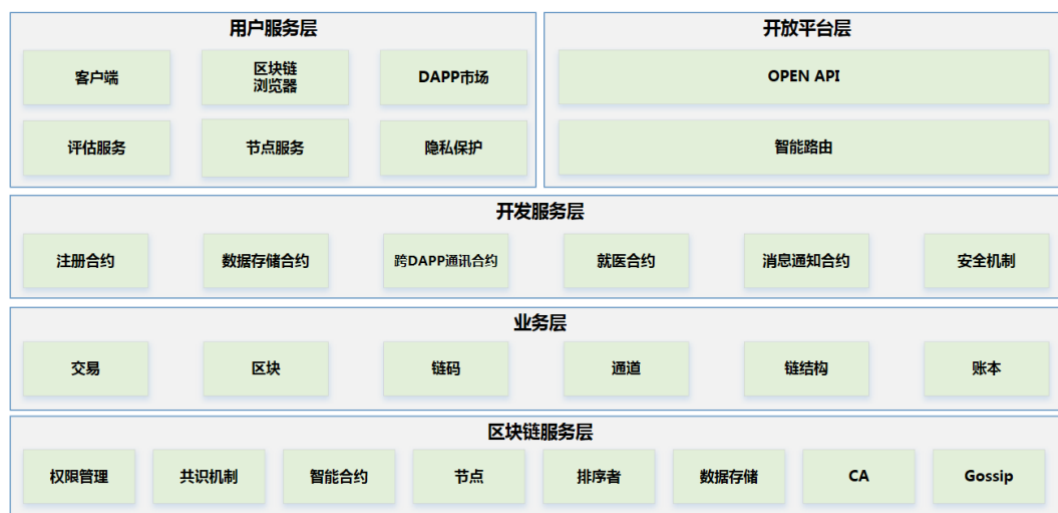 用户服务层
客户端
区块链
浏览器
DAPP市场
评估服务
节点服务
隐私保护
开放平台层
OPEN API
智能路由
开发服务层
注册合约
数据存储合约
跨DAPP通讯合约
就医合约
消息通知合约
安全机制
业务层
交易
区块
链码
通道
链结构
账本
区块链服务层
权限管理
共识机制
智能合约
节点
排序者
数据存储
CA
Gossip